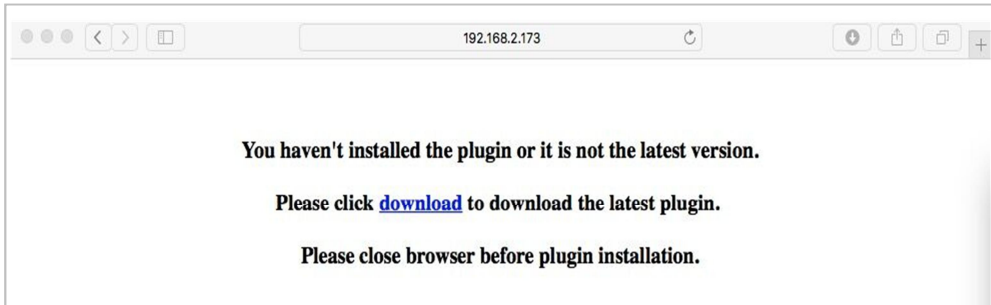 192.168.2.173
You haven't installed the plugin or it is not the latest version.
Please click download to download the latest plugin.
Please close browser before plugin installation.